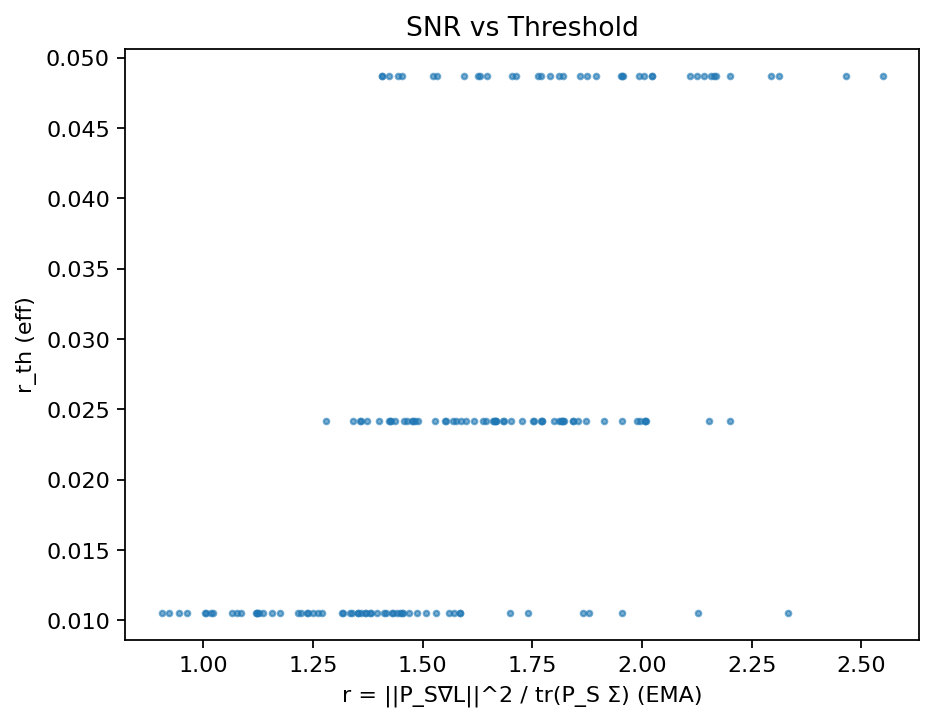 SNR vs Threshold
r_th (eff)
0.050
0.045
0.040
0.035
0.030
0.025
0.020
0.015
0.010
1.00 1.25 1.50 1.75 2.00 2.25 2.50
r = ||P_S∇L||^2 / tr(P_S Σ) (EMA)